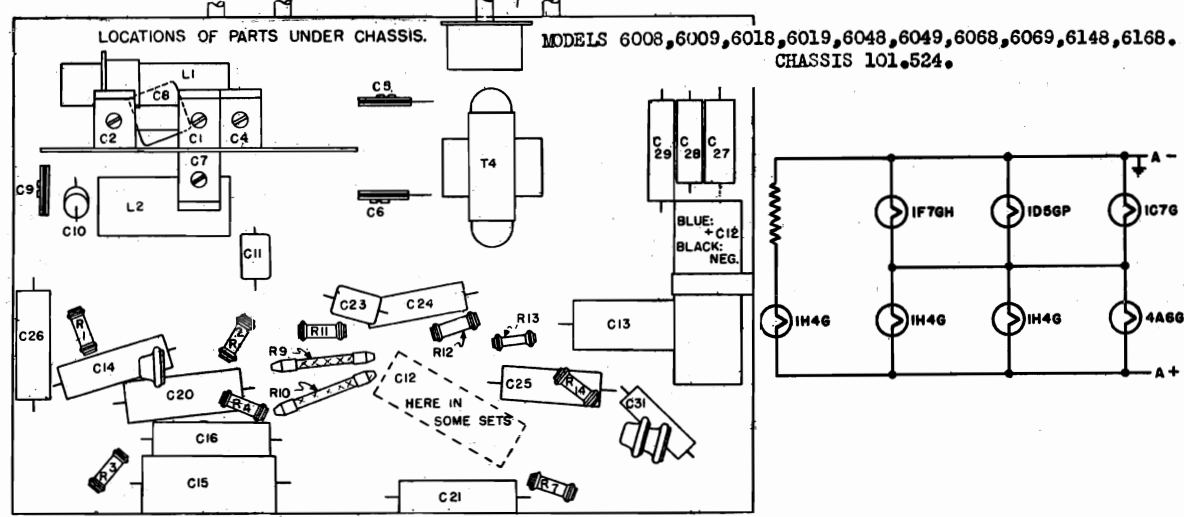 LOCATIONS OF PARTS UNDER CHASSIS.
MODELS 6008,6009,6018,6019,6048,6049,6068,6069,6148,6168.
CHASSIS 101.524.
L1
C8
C5
C2
C1
C4
C7
C9
C10
L2
C6
T4
C29
C28
C27
BLUE:
+C12
BLACK:
NEG.
C11
C26
R1
R2
C14
C20
R4
C16
R3
C15
R11
C23
C24
R9
R10
R12
R13
C12
HERE IN
SOME SETS
C13
C25
R14
C31
C21
R7
A-
1F7GH
1D5GP
1C7G
1H4G
1H4G
1H4G
4A6G
A+